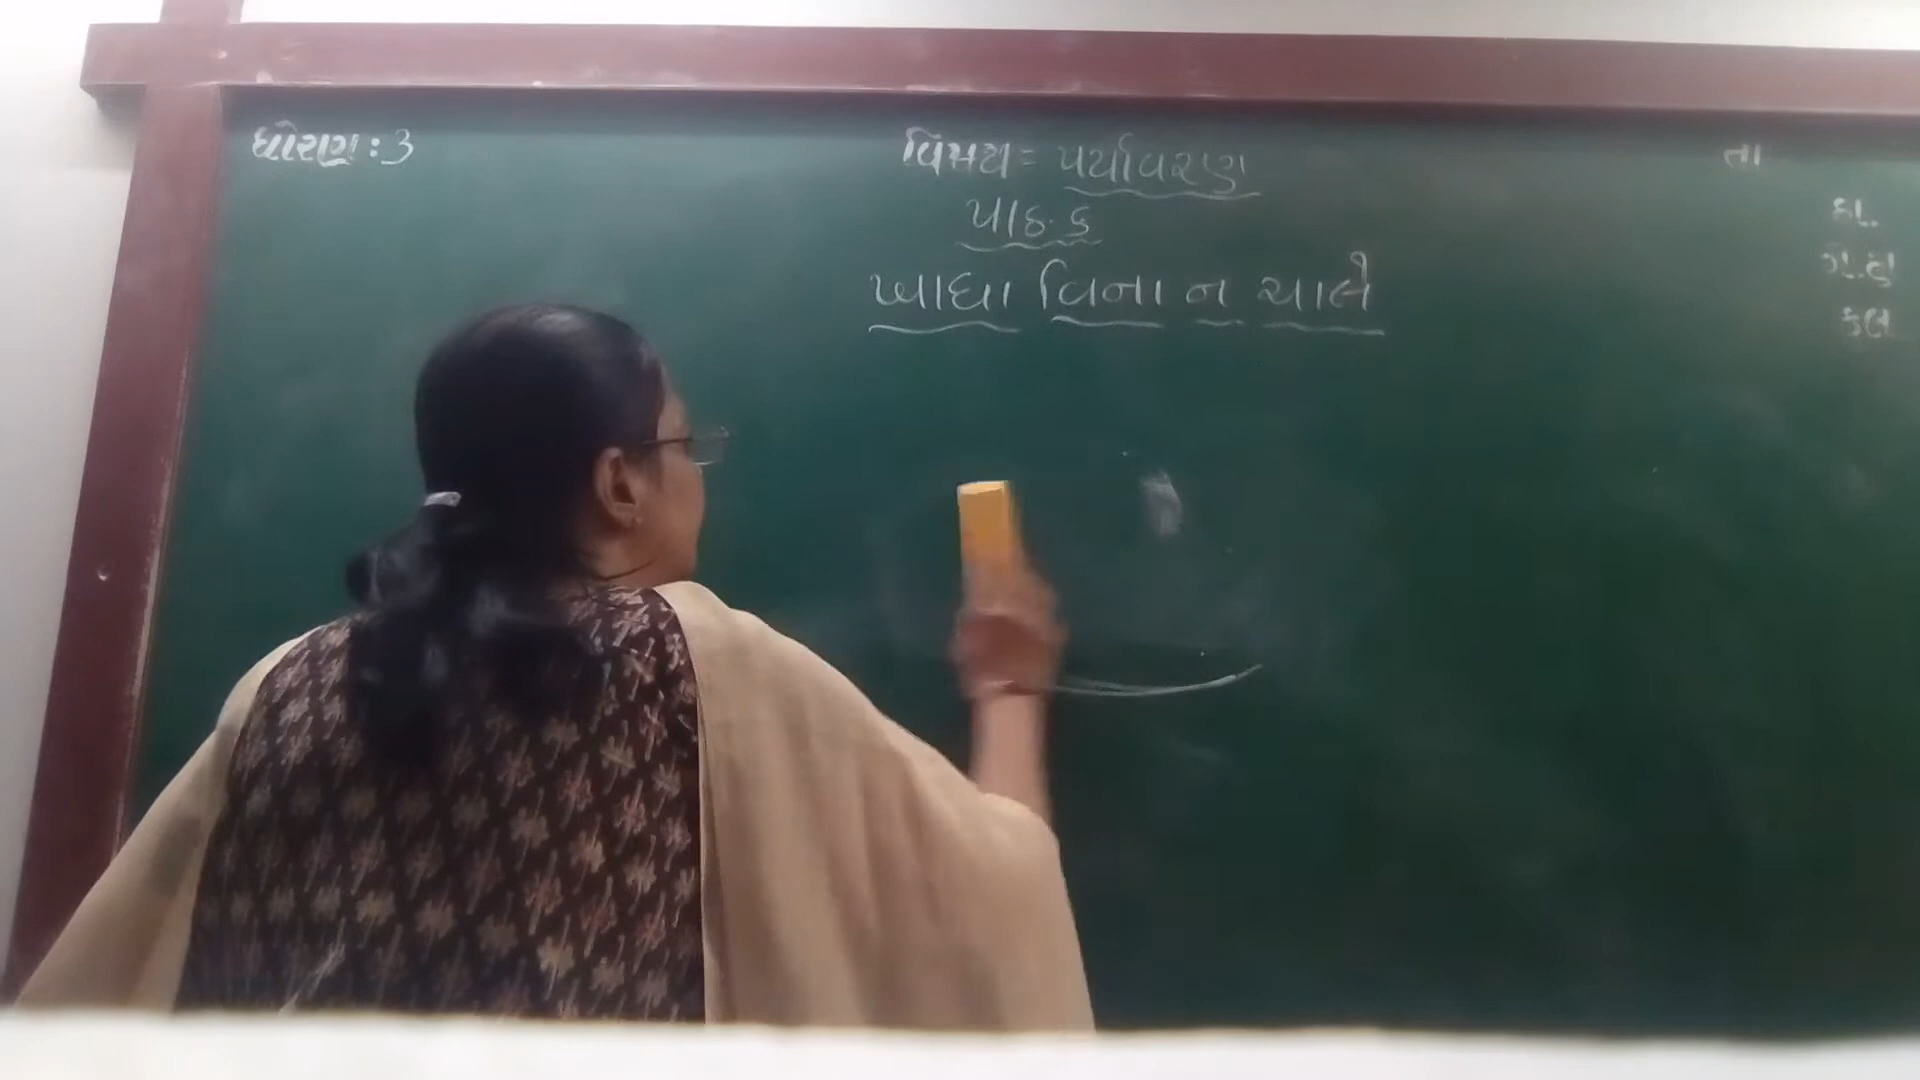 ધોરણ : 3
વિષય = પર્યાવરણ
પાઠ. ૬
ખાધા વિના ન ચાલે
તા